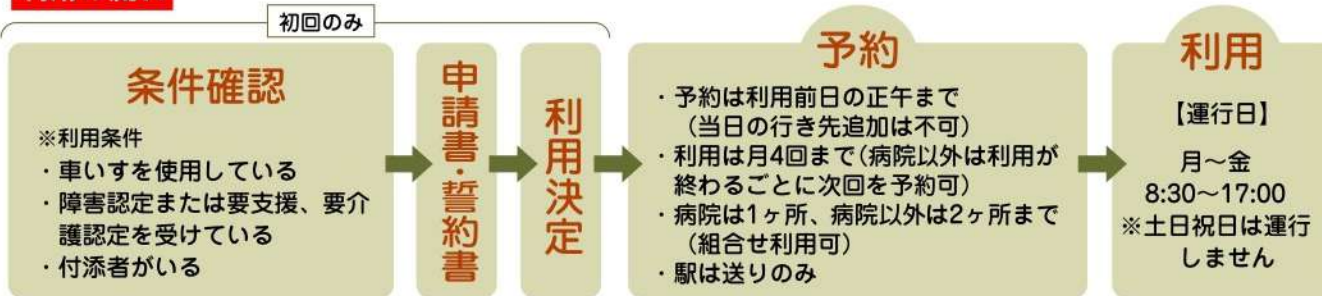 初回のみ
条件確認
※利用条件
・車いすを使用している
・障害認定または要支援、要介
護認定を受けている
・付添者がいる
申請書・誓約書
利用決定
予約
・予約は利用前日の正午まで
（当日の行き先追加は不可）
・利用は月4回まで（病院以外は利用が
終わるごとに次回を予約可）
・病院は1ヶ所、病院以外は2ヶ所まで
（組合せ利用可）
・駅は送りのみ
利用
【運行日】
月～金
8:30～17:00
※土日祝日は運行
しません